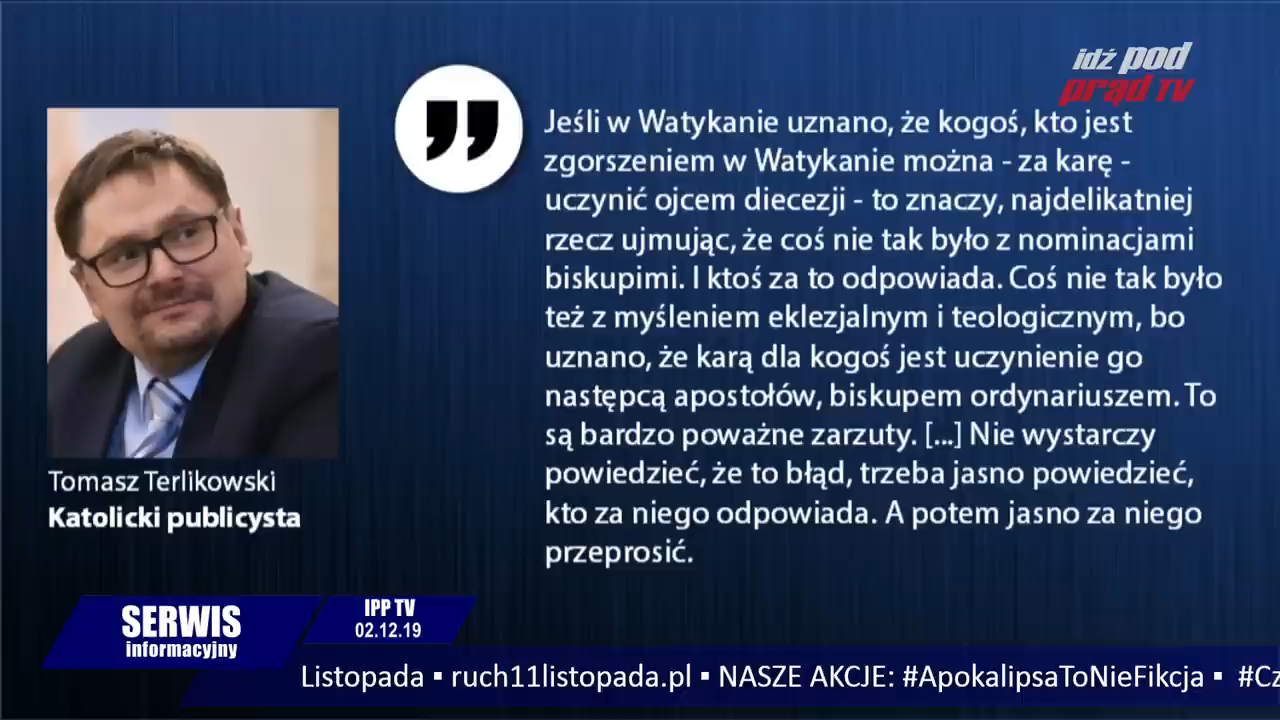 idź pod
prąd TV
Jeśli w Watykanie uznano, że kogoś, kto jest
zgorszeniem w Watykanie można - za karę -
uczynić ojcem diecezji - to znaczy, najdelikatniej
rzecz ujmując, że coś nie tak było z nominacjami
biskupimi. I ktoś za to odpowiada. Coś nie tak było
też z myśleniem eklezjalnym i teologicznym, bo
uznano, że karą dla kogoś jest uczynienie go
następcą apostołów, biskupem ordynariuszem. To
są bardzo poważne zarzuty. [...] Nie wystarczy
powiedzieć, że to błąd, trzeba jasno powiedzieć,
kto za niego odpowiada. A potem jasno za niego
przeprosić.
Tomasz Terlikowski
Katolicki publicysta
SERWIS
informacyjny
IPP TV
02.12.19
Listopada ▪ ruch11listopada.pl ▪ NASZE AKCJE: #ApokalipsaToNieFikcja ▪ #Cz